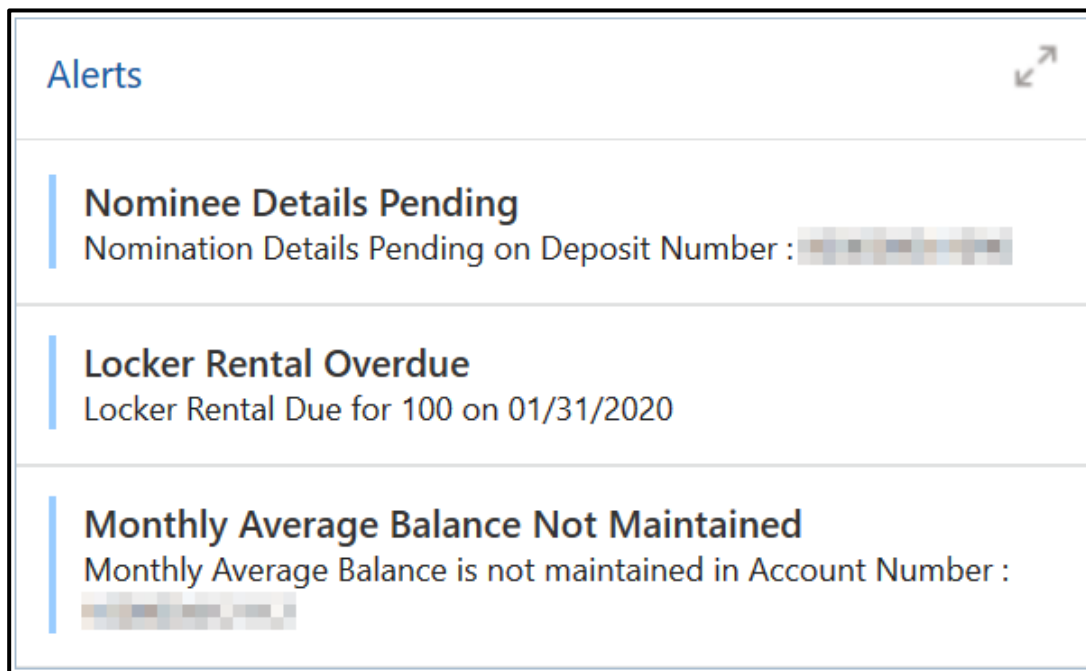 Alerts
Nominee Details Pending
Nomination Details Pending on Deposit Number :
Locker Rental Overdue
Locker Rental Due for 100 on 01/31/2020
Monthly Average Balance Not Maintained
Monthly Average Balance is not maintained in Account Number :